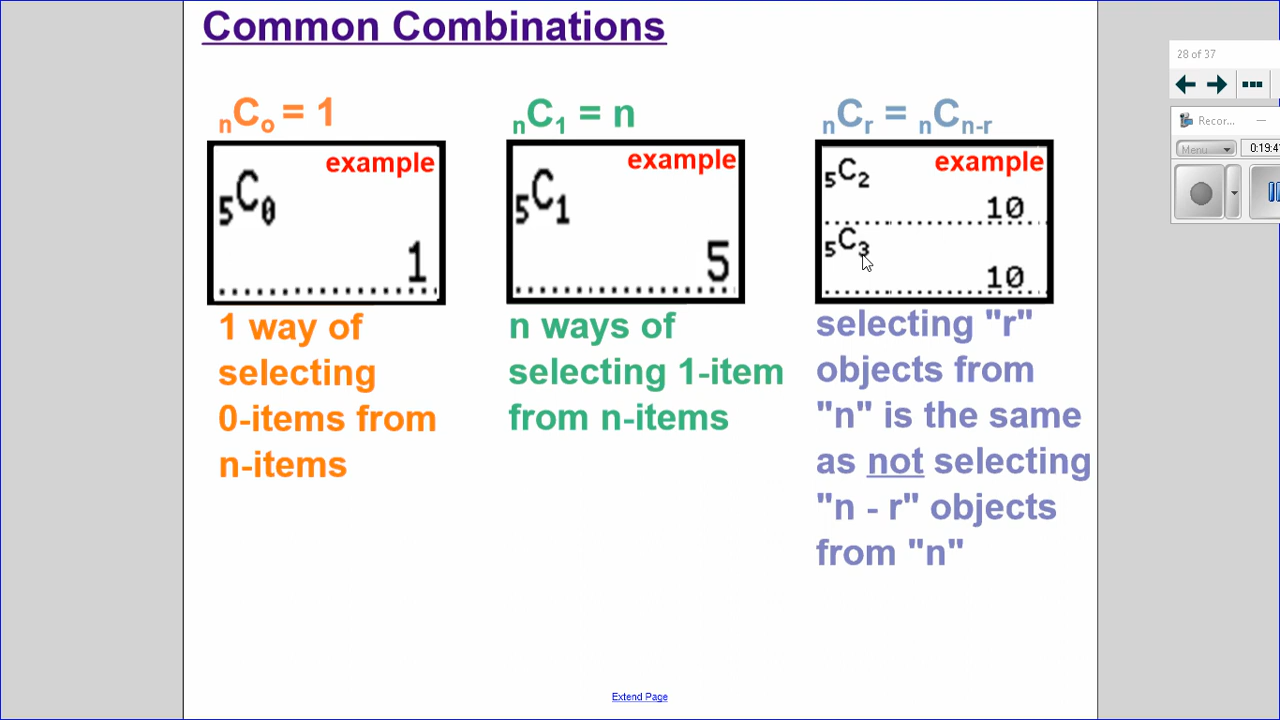 Common Combinations
nCo = 1
example
5C0
1
1 way of
selecting
0-items from
n-items
nC1 = n
example
5C1
5
n ways of
selecting 1-item
from n-items
nCr = nCn-r
example
5C2
10
5C3
10
selecting "r"
objects from
"n" is the same
as not selecting
"n - r" objects
from "n"
Extend Page
28 of 37
Recor...
Menu
0:19:4